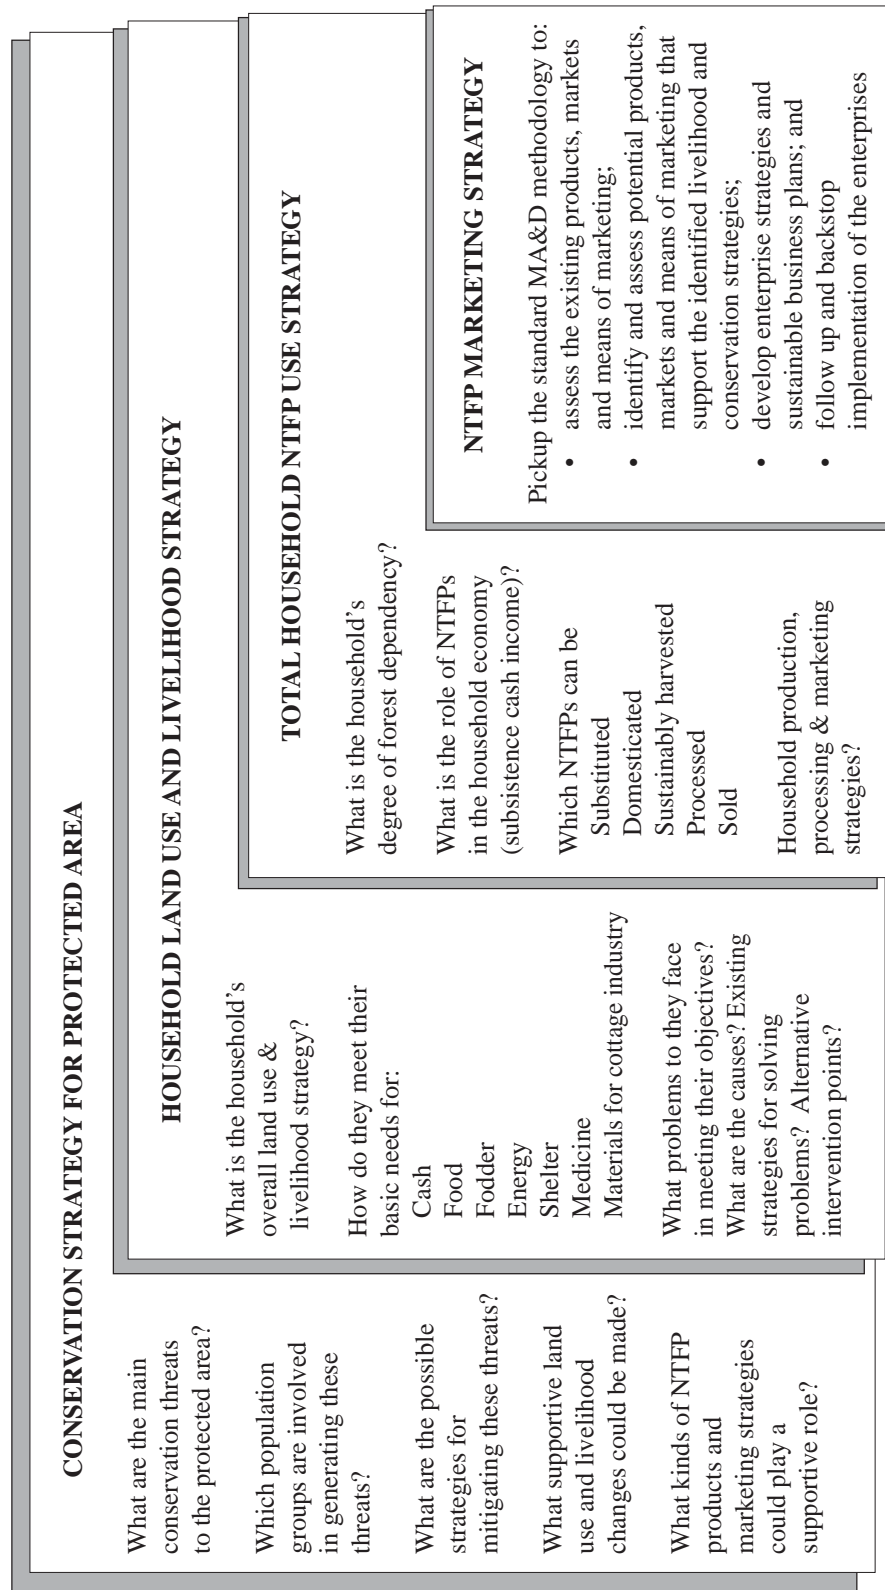 CONSERVATION STRATEGY FOR PROTECTED AREA
What are the main
conservation threats
to the protected area?
Which population
groups are involved
in generating these
threats?
What are the possible
strategies for
mitigating these threats?
What supportive land
use and livelihood
changes could be made?
What kinds of NTFP
products and
marketing strategies
could play a
supportive role?
HOUSEHOLD LAND USE AND LIVELIHOOD STRATEGY
What is the household's
overall land use &
livelihood strategy?
How do they meet their
basic needs for:
Cash
Food
Fodder
Energy
Shelter
Medicine
Materials for cottage industry
What problems to they face
in meeting their objectives?
What are the causes? Existing
strategies for solving
problems? Alternative
intervention points?
TOTAL HOUSEHOLD NTFP USE STRATEGY
What is the household's
degree of forest dependency?
What is the role of NTFPs
in the household economy
(subsistence cash income)?
Which NTFPs can be
Substituted
Domesticated
Sustainably harvested
Processed
Sold
Household production,
processing & marketing
strategies?
NTFP MARKETING STRATEGY
Pickup the standard MA&D methodology to:
• assess the existing products, markets
and means of marketing;
• identify and assess potential products,
markets and means of marketing that
support the identified livelihood and
conservation strategies;
• develop enterprise strategies and
sustainable business plans; and
• follow up and backstop
implementation of the enterprises